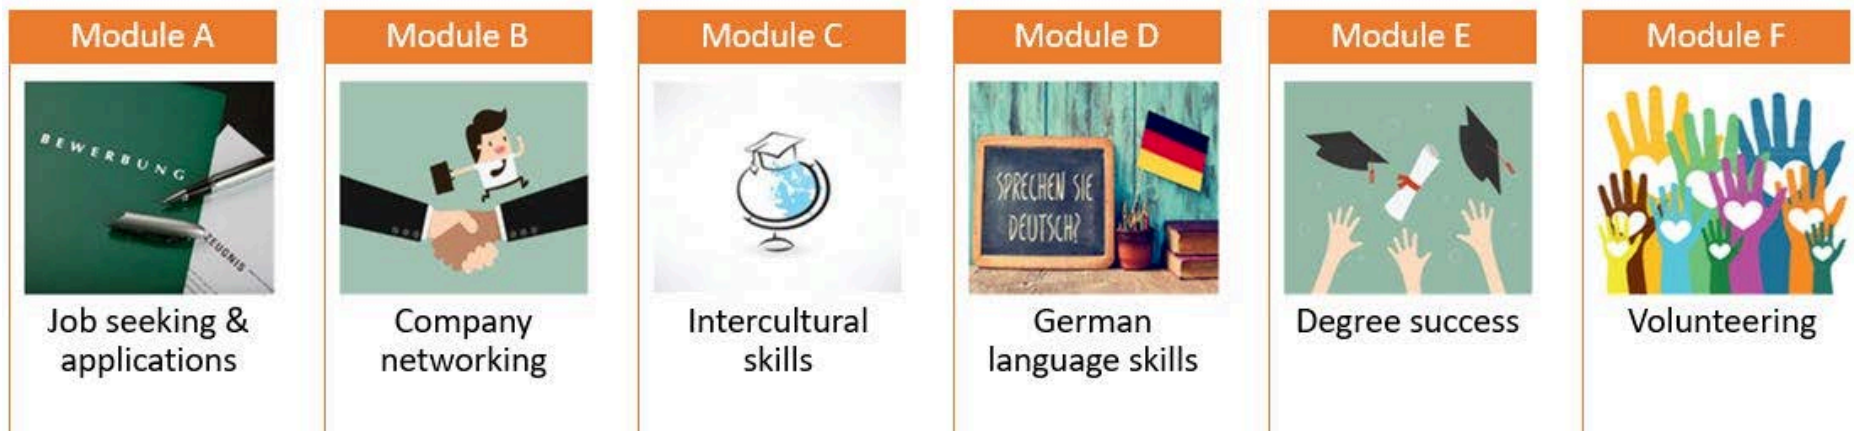 Module A
BEWERBUNG
ZEUGNIS
Job seeking &
applications
Module B
Company
networking
Module C
Intercultural
skills
Module D
SPRECHEN SIE
DEUTSCH?
German
language skills
Module E
Degree success
Module F
Volunteering